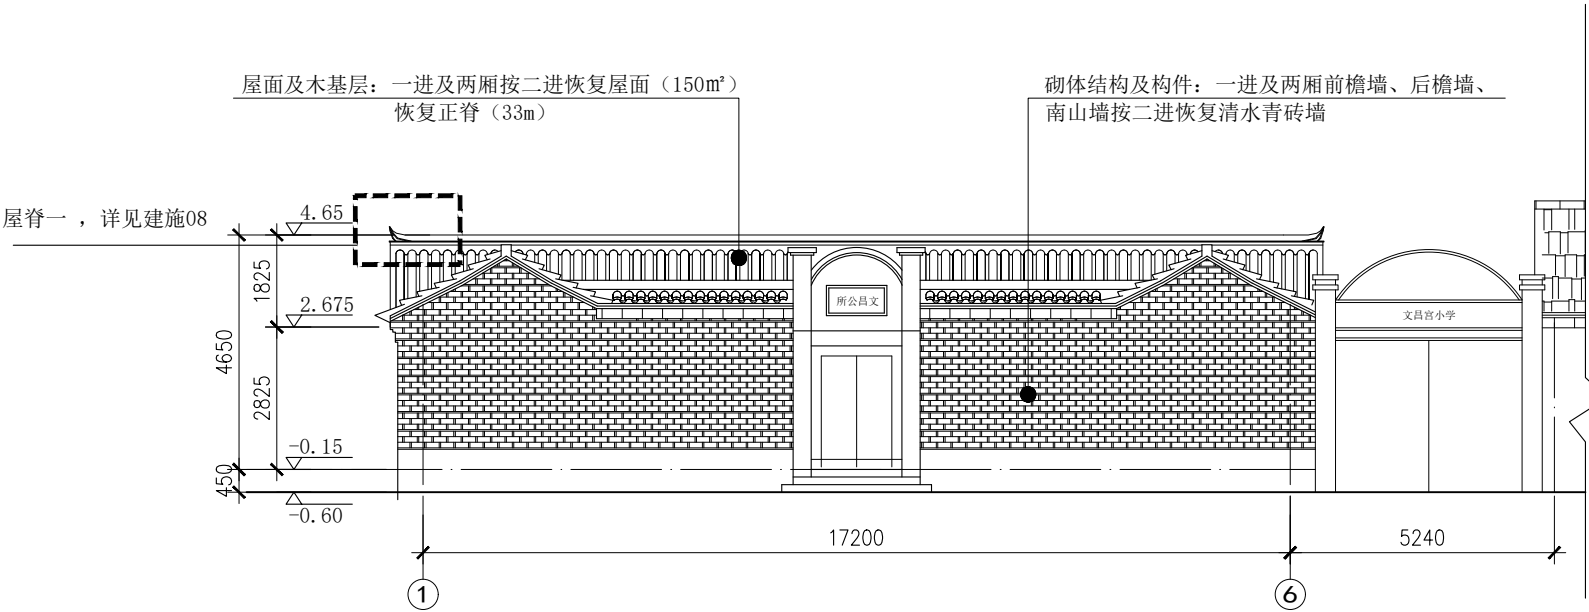 屋面及木基层：一进及两厢按二进恢复屋面（150㎡）
恢复正脊（33m）
砌体结构及构件：一进及两厢前檐墙、后檐墙、
南山墙按二进恢复清水青砖墙
屋脊一 ，详见建施08
4.65
1825
2.675
4650
2825
-0.15
450
-0.60
所公昌文
文昌宫小学
17200
5240
1
6